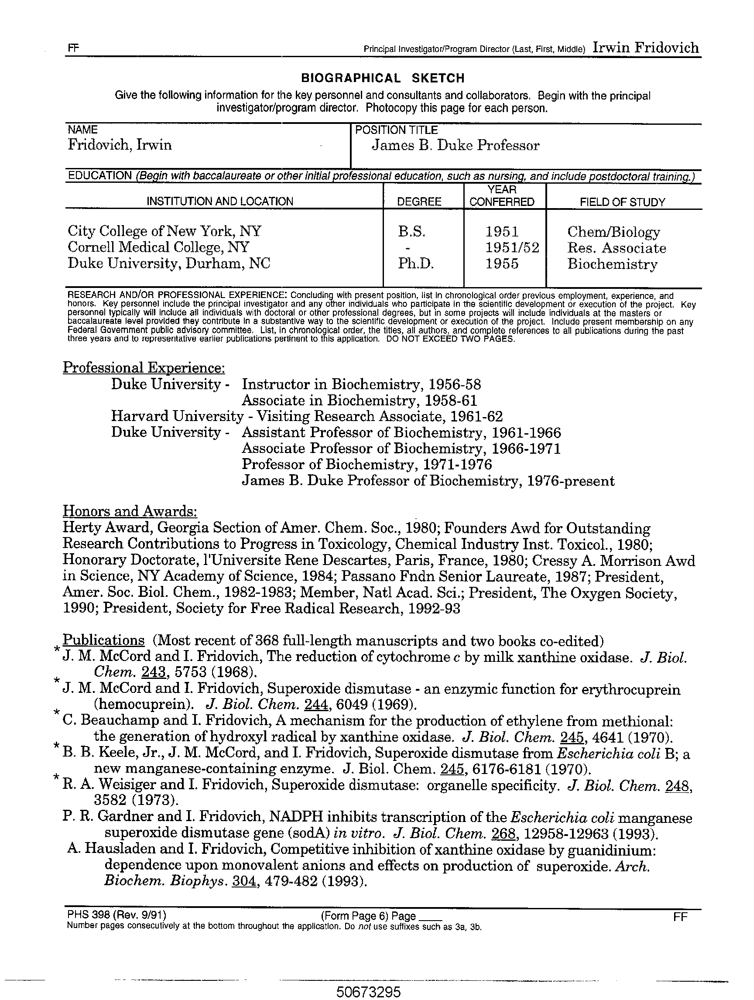 FF Principal Investigator/Program Director (Last, First, Middle) Irwin Fridovich
BIOGRAPHICAL SKETCH
Give the following information for the key personnel and consultants and collaborators. Begin with the principal
investigator/program director. Photocopy this page for each person.
NAME POSITION TITLE
Fridovich, Irwin James B. Duke Professor
EDUCATION (Begin with baccalaureate or other initial professional education, such as nursing, and include postdoctoral training.)
INSTITUTION AND LOCATION DEGREE YEAR CONFERRED FIELD OF STUDY
City College of New York, NY B.S. 1951 Chem/Biology
Cornell Medical College, NY - 1951/52 Res. Associate
Duke University, Durham, NC Ph.D. 1955 Biochemistry
RESEARCH AND/OR PROFESSIONAL EXPERIENCE: Concluding with present position, list in chronological order previous employment, experience, and
honors. Key personnel include the principal investigator and any other individuals who participate in the scientific development or execution of the project. Key
personnel typically will include all individuals with doctoral or other professional degrees, but in some projects will include individuals at the masters or
baccalaureate level provided they contribute in a substantive way to the scientific development or execution of the project. Include present membership on any
Federal Government public advisory committee. List, in chronological order, the titles, all authors, and complete references to all publications during the past
three years and to representative earlier publications pertinent to this application. DO NOT EXCEED TWO PAGES.
Professional Experience:
Duke University - Instructor in Biochemistry, 1956-58
Associate in Biochemistry, 1958-61
Harvard University - Visiting Research Associate, 1961-62
Duke University - Assistant Professor of Biochemistry, 1961-1966
Associate Professor of Biochemistry, 1966-1971
Professor of Biochemistry, 1971-1976
James B. Duke Professor of Biochemistry, 1976-present
Honors and Awards:
Herty Award, Georgia Section of Amer. Chem. Soc., 1980; Founders Awd for Outstanding
Research Contributions to Progress in Toxicology, Chemical Industry Inst. Toxicol., 1980;
Honorary Doctorate, l'Universite Rene Descartes, Paris, France, 1980; Cressy A. Morrison Awd
in Science, NY Academy of Science, 1984; Passano Fndn Senior Laureate, 1987; President,
Amer. Soc. Biol. Chem., 1982-1983; Member, Natl Acad. Sci.; President, The Oxygen Society,
1990; President, Society for Free Radical Research, 1992-93
Publications (Most recent of 368 full-length manuscripts and two books co-edited)
* J. M. McCord and I. Fridovich, The reduction of cytochrome c by milk xanthine oxidase. J. Biol.
Chem. 243, 5753 (1968).
* J. M. McCord and I. Fridovich, Superoxide dismutase - an enzymic function for erythrocuprein
(hemocuprein). J. Biol. Chem. 244, 6049 (1969).
* C. Beauchamp and I. Fridovich, A mechanism for the production of ethylene from methional:
the generation of hydroxyl radical by xanthine oxidase. J. Biol. Chem. 245, 4641 (1970).
* B. B. Keele, Jr., J. M. McCord, and I. Fridovich, Superoxide dismutase from Escherichia coli B; a
new manganese-containing enzyme. J. Biol. Chem. 245, 6176-6181 (1970).
* R. A. Weisiger and I. Fridovich, Superoxide dismutase: organelle specificity. J. Biol. Chem. 248,
3582 (1973).
P. R. Gardner and I. Fridovich, NADPH inhibits transcription of the Escherichia coli manganese
superoxide dismutase gene (sodA) in vitro. J. Biol. Chem. 268, 12958-12963 (1993).
A. Hausladen and I. Fridovich, Competitive inhibition of xanthine oxidase by guanidinium:
dependence upon monovalent anions and effects on production of superoxide. Arch.
Biochem. Biophys. 304, 479-482 (1993).
PHS 398 (Rev. 9/91) (Form Page 6) Page ____ FF
Number pages consecutively at the bottom throughout the application. Do not use suffixes such as 3a, 3b.
50673295